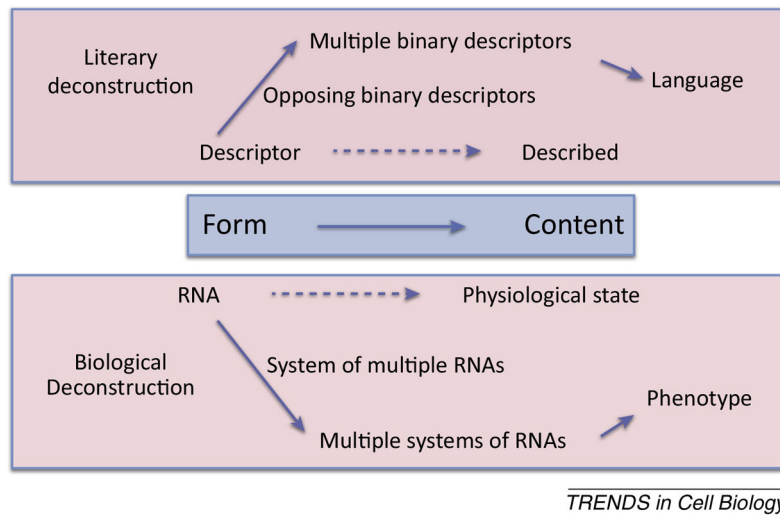 Literary
deconstruction
Multiple binary descriptors
Opposing binary descriptors
Language
Descriptor
Described
Form
Content
RNA
Physiological state
Biological
Deconstruction
System of multiple RNAs
Phenotype
Multiple systems of RNAs
TRENDS in Cell Biology